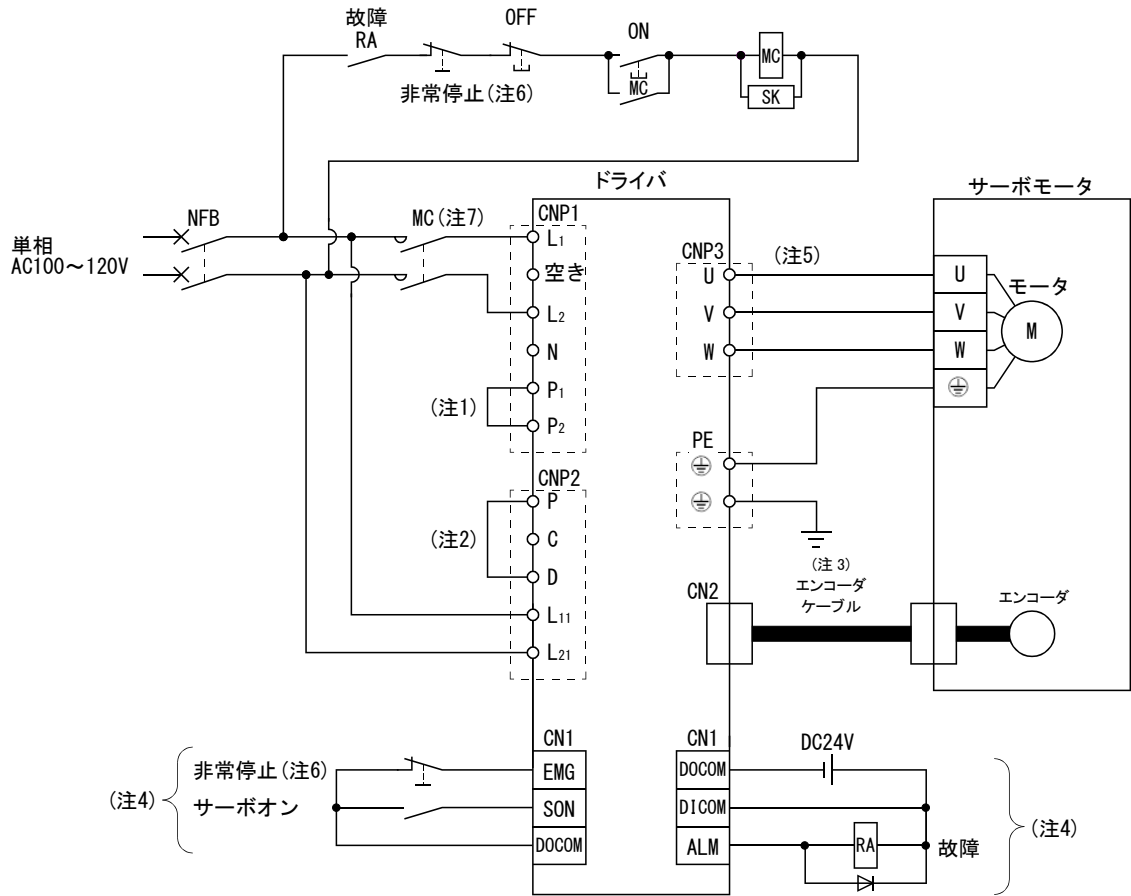 故障
RA
OFF
ON
MC
MC
SK
非常停止(注6)
ドライバ
サーボモータ
NFB
MC(注7)
単相
AC100～120V
CNP1
L1
空き
L2
N
P1
P2
(注1)
CNP2
P
C
D
L11
L21
(注2)
CNP3
U
V
W
(注5)
U
V
W
モータ
M
PE
(注3)
エンコーダ
ケーブル
CN2
エンコーダ
CN1
EMG
SON
DOCOM
非常停止(注6)
サーボオン
(注4)
CN1
DOCOM
DICOM
ALM
DC24V
RA
故障
(注4)